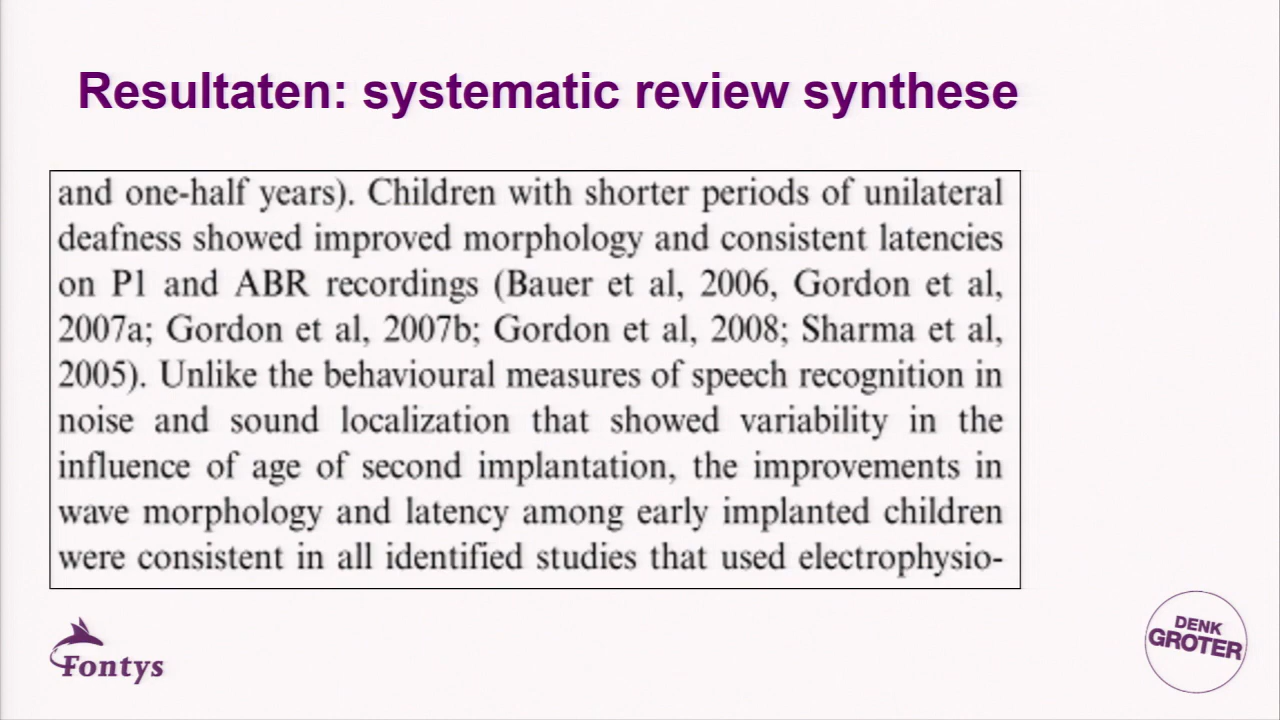 Resultaten: systematic review synthese
and one-half years). Children with shorter periods of unilateral
deafness showed improved morphology and consistent latencies
on P1 and ABR recordings (Bauer et al, 2006, Gordon et al,
2007a; Gordon et al, 2007b; Gordon et al, 2008; Sharma et al,
2005). Unlike the behavioural measures of speech recognition in
noise and sound localization that showed variability in the
influence of age of second implantation, the improvements in
wave morphology and latency among early implanted children
were consistent in all identified studies that used electrophysio-
Fontys
DENK
GROTER